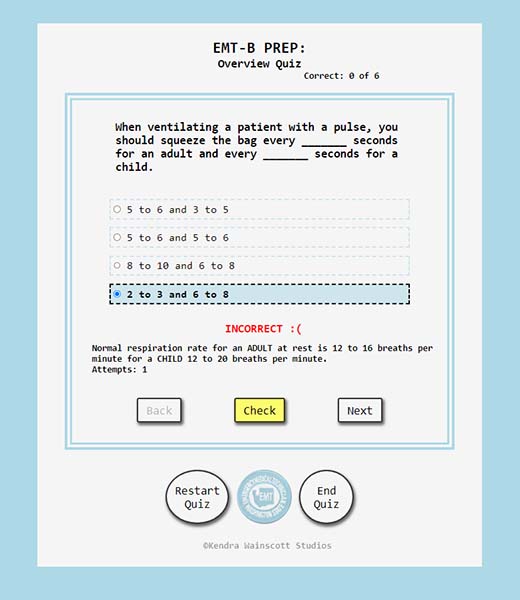 EMT-B PREP:
Overview Quiz
Correct: 0 of 6
When ventilating a patient with a pulse, you
should squeeze the bag every _______ seconds
for an adult and every _______ seconds for a
child.
5 to 6 and 3 to 5
5 to 6 and 5 to 6
8 to 10 and 6 to 8
2 to 3 and 6 to 8
INCORRECT :(
Normal respiration rate for an ADULT at rest is 12 to 16 breaths per
minute for a CHILD 12 to 20 breaths per minute.
Attempts: 1
Back
Check
Next
Restart
Quiz
EMT
End
Quiz
©Kendra Wainscott Studios